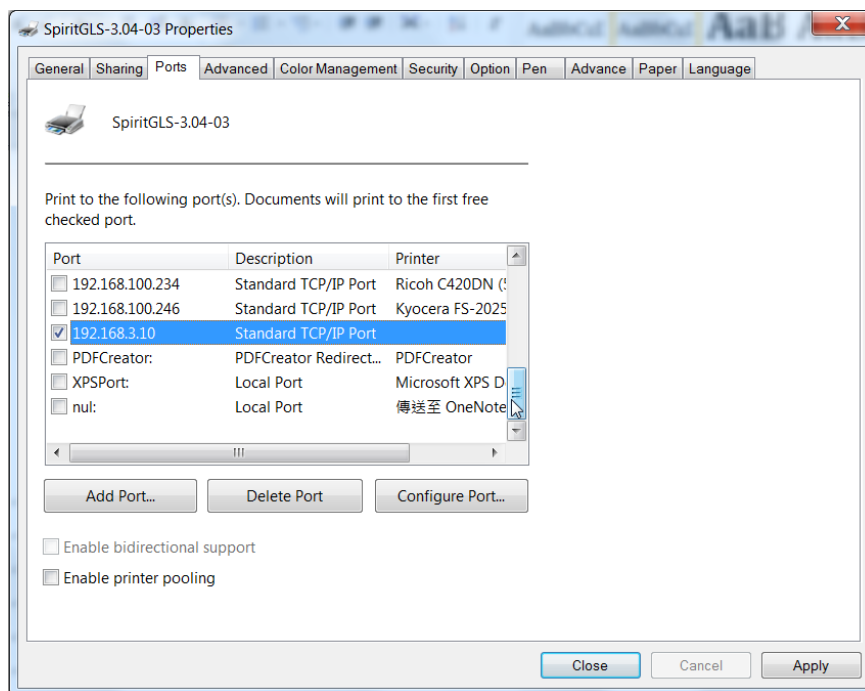 SpiritGLS-3.04-03 Properties
General Sharing Ports Advanced Color Management Security Option Pen Advance Paper Language
SpiritGLS-3.04-03
Print to the following port(s). Documents will print to the first free
checked port.
Port Description Printer
192.168.100.234 Standard TCP/IP Port Ricoh C420DN (
192.168.100.246 Standard TCP/IP Port Kyocera FS-2025
192.168.3.10 Standard TCP/IP Port
PDFCreator: PDFCreator Redirect... PDFCreator
XPSPort: Local Port Microsoft XPS D
nul: Local Port 傳送至 OneNote
Add Port... Delete Port Configure Port...
Enable bidirectional support
Enable printer pooling
Close Cancel Apply